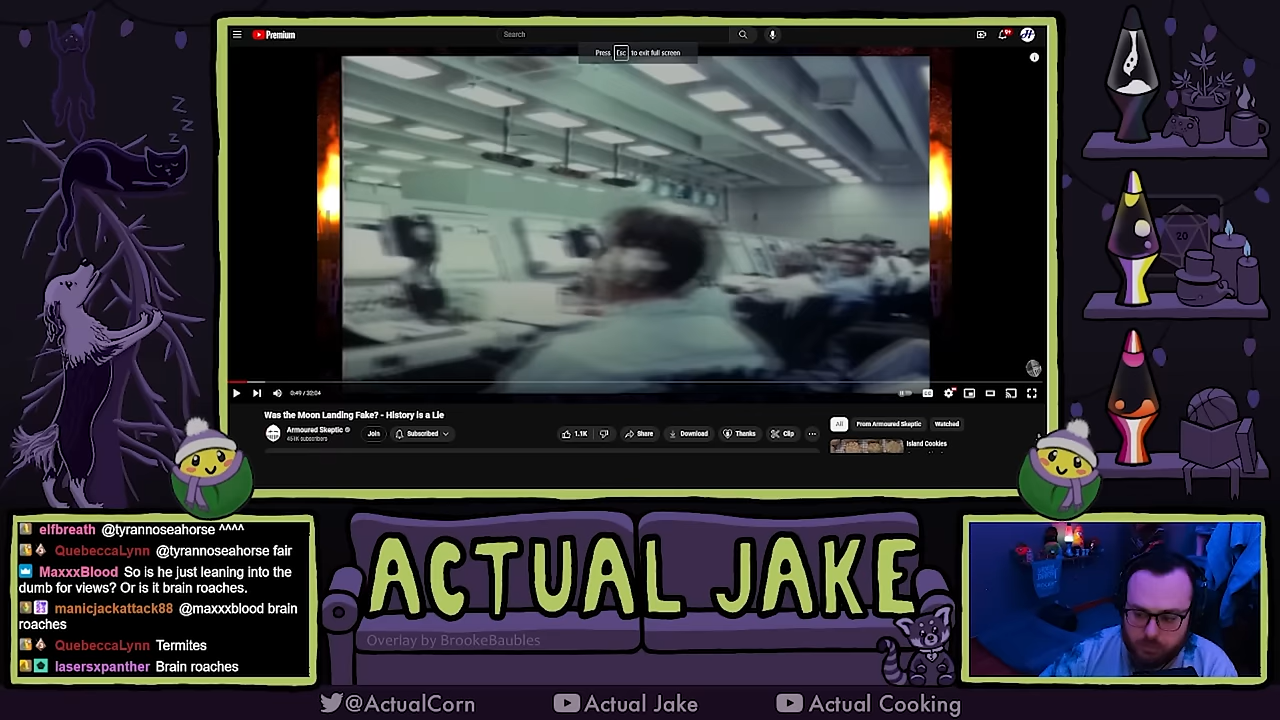 Premium
Search
9+
Press Esc to exit full screen
0:49 / 32:04
Was the Moon Landing Fake? - History is a Lie
Armoured Skeptic
451K subscribers
Join
Subscribed
1.1K
Share
Download
Thanks
Clip
All
From Armoured Skeptic
Watched
Island Cookies
20
elfbreath @tyrannoseahorse ^^^^
QuebeccaLynn @tyrannoseahorse fair
MaxxxBlood So is he just leaning into the
dumb for views? Or is it brain roaches.
manicjackattack88 @maxxxblood brain
roaches
QuebeccaLynn Termites
lasersxpanther Brain roaches
ACTUAL JAKE
Overlay by BrookeBaubles
@ActualCorn
Actual Jake
Actual Cooking
Z Z Z Z